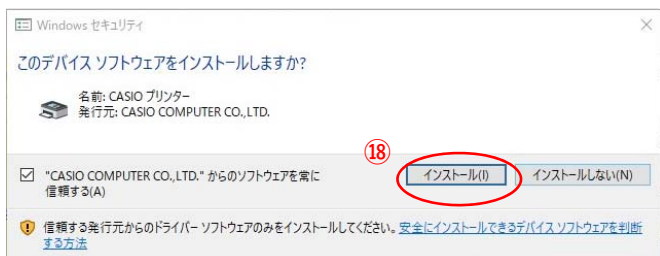 Windows セキュリティ
このデバイス ソフトウェアをインストールしますか?
名前: CASIO プリンター
発行元: CASIO COMPUTER CO.,LTD.
⑱
"CASIO COMPUTER CO.,LTD." からのソフトウェアを常に
信頼する(A)
インストール(I)
インストールしない(N)
信頼する発行元からのドライバー ソフトウェアのみをインストールしてください。安全にインストールできるデバイス ソフトウェアを判断
する方法